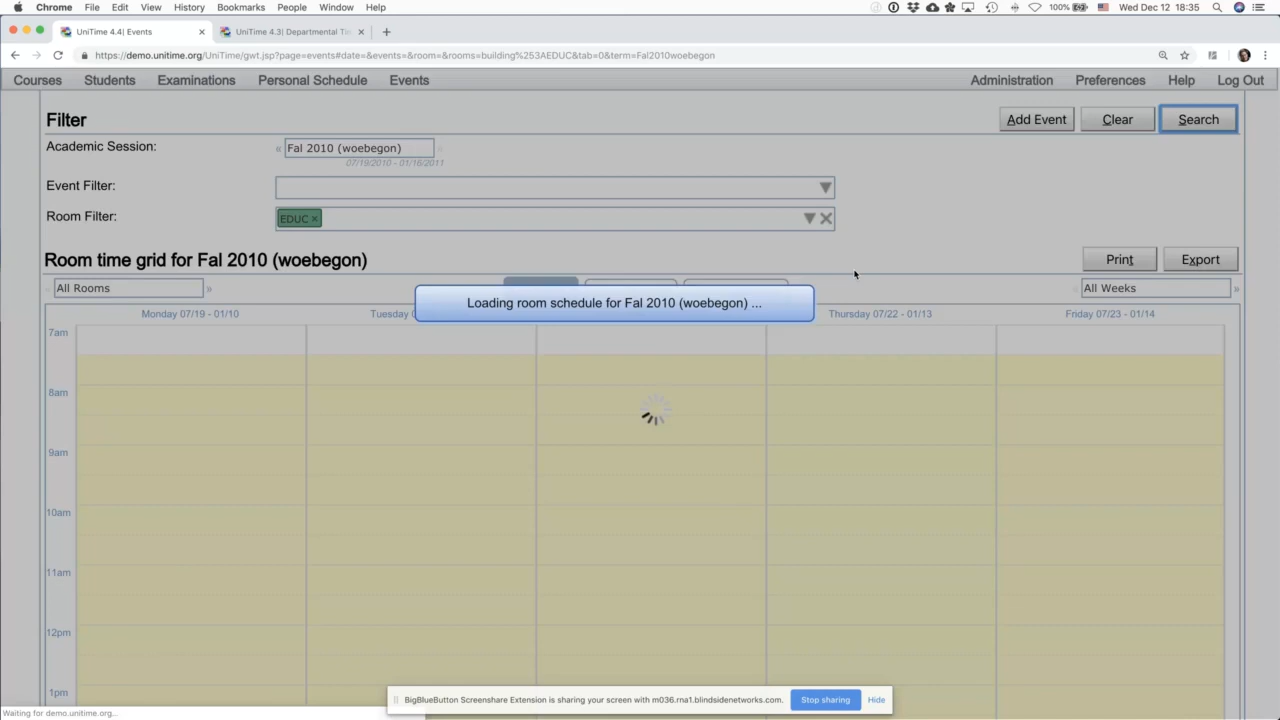 Chrome File Edit View History Bookmarks People Window Help 100% Wed Dec 12 18:35
UniTime 4.4| Events × UniTime 4.3| Departmental Tim × +
https://demo.unitime.org/UniTime/gwt.jsp?page=events#date=&events=&room=&rooms=building%253AEDUC&tab=0&term=Fal2010woebegon
Courses Students Examinations Personal Schedule Events Administration Preferences Help Log Out
Filter Add Event Clear Search
Academic Session: « Fal 2010 (woebegon) »
07/19/2010 - 01/16/2011
Event Filter:
Room Filter: EDUC ×
Room time grid for Fal 2010 (woebegon) Print Export
All Rooms » « All Weeks »
Loading room schedule for Fal 2010 (woebegon) ...
Monday 07/19 - 01/10 Tuesday Thursday 07/22 - 01/13 Friday 07/23 - 01/14
7am
8am
9am
10am
11am
12pm
1pm
BigBlueButton Screenshare Extension is sharing your screen with m036.rna1.blindsidenetworks.com. Stop sharing Hide
Waiting for demo.unitime.org...